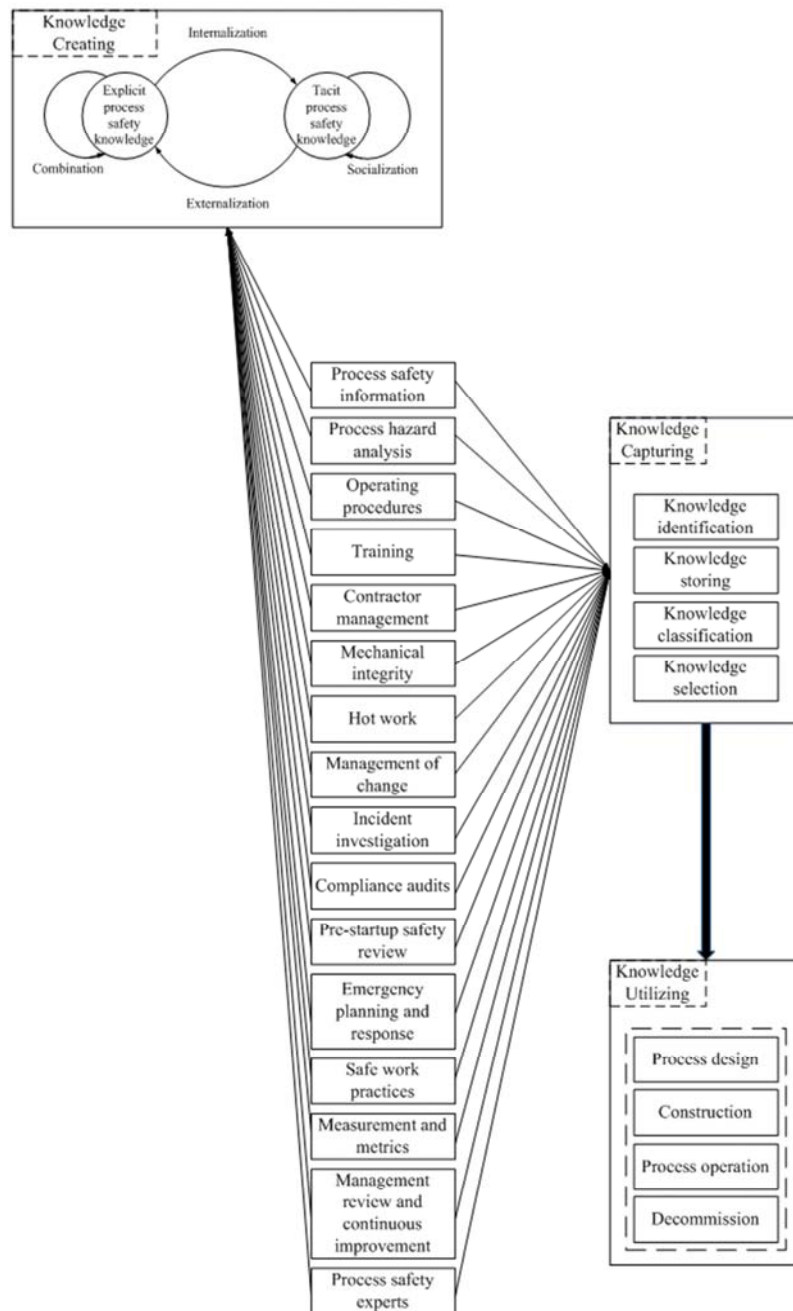 Knowledge
Creating
Internalization
Explicit
process
safety
knowledge
Tacit
process
safety
knowledge
Combination
Socialization
Externalization
Process safety
information
Process hazard
analysis
Operating
procedures
Training
Contractor
management
Mechanical
integrity
Hot work
Management of
change
Incident
investigation
Compliance audits
Pre-startup safety
review
Emergency
planning and
response
Safe work
practices
Measurement and
metrics
Management
review and
continuous
improvement
Process safety
experts
Knowledge
Capturing
Knowledge
identification
Knowledge
storing
Knowledge
classification
Knowledge
selection
Knowledge
Utilizing
Process design
Construction
Process operation
Decommission